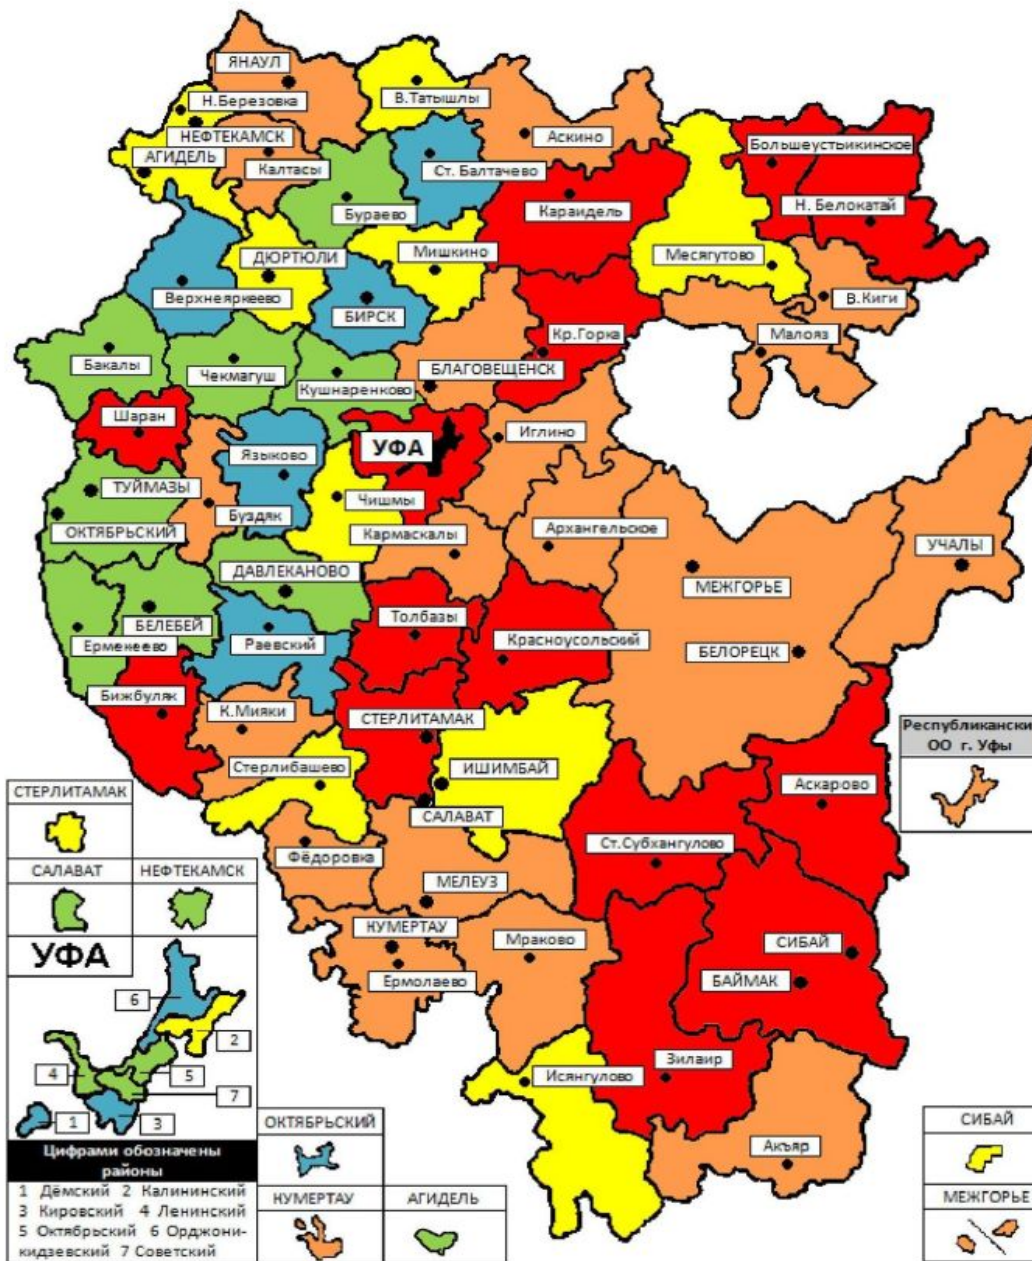 ЯНАУЛ
В.Татышлы
Н.Березовка
Аскино
НЕФТЕКАМСК
Большеустьикинское
АГИДЕЛЬ
Калтасы
Ст. Балтачево
Бураево
Караидель
Н. Белокатай
Мишкино
Месягутово
ДЮРТЮЛИ
Верхнеяркеево
В.Киги
БИРСК
Кр.Горка
Малояз
Бакалы
Чекмагуш
Кушнаренково
БЛАГОВЕЩЕНСК
Шаран
Иглино
УФА
Языково
ТУЙМАЗЫ
Чишмы
Буздяк
ОКТЯБРЬСКИЙ
Кармаскалы
Архангельское
УЧАЛЫ
ДАВЛЕКАНОВО
МЕЖГОРЬЕ
Толбазы
БЕЛЕБЕЙ
Раевский
Красноусольский
Ермекеево
БЕЛОРЕЦК
Бижбуляк
К.Мияки
СТЕРЛИТАМАК
Республикански
ОО г. Уфы
Стерлибашево
ИШИМБАЙ
Аскарово
СТЕРЛИТАМАК
САЛАВАТ
Ст.Субхангулово
Фёдоровка
САЛАВАТ
НЕФТЕКАМСК
МЕЛЕУЗ
КУМЕРТАУ
Мраково
СИБАЙ
УФА
Ермолаево
БАЙМАК
6
2
Зилаир
4
5
Исянгулово
7
1
3
ОКТЯБРЬСКИЙ
СИБАЙ
Акъяр
Цифрами обозначены
районы
1 Дёмский 2 Калининский
3 Кировский 4 Ленинский
5 Октябрьский 6 Орджони-
кидзевский 7 Советский
КУМЕРТАУ
АГИДЕЛЬ
МЕЖГОРЬЕ